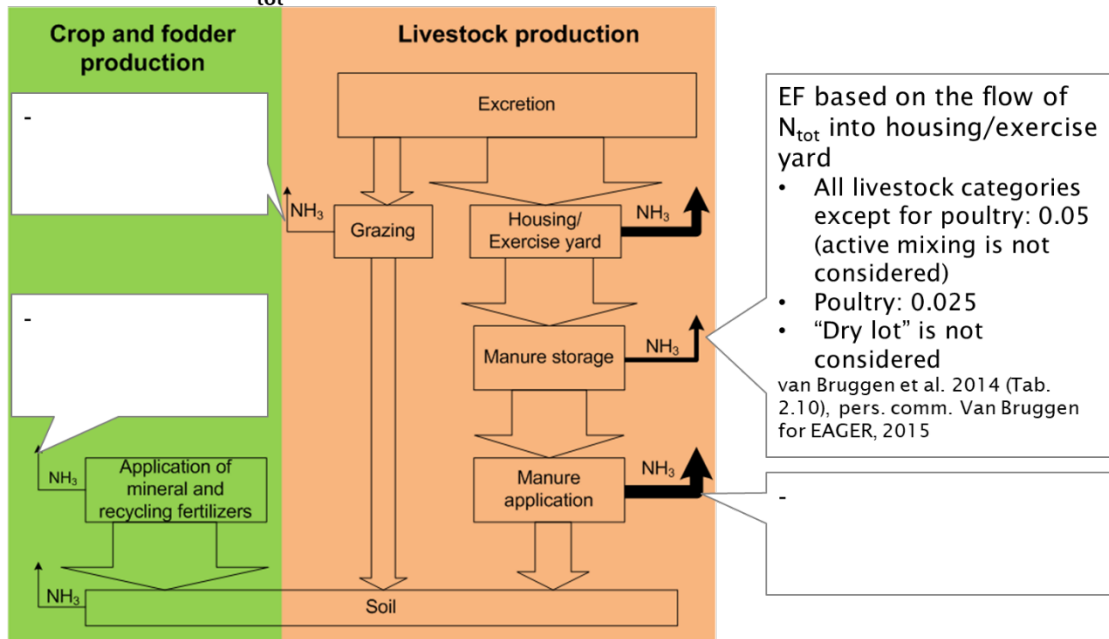 tot
Crop and fodder
production
Livestock production
-
Excretion
NH3
Grazing
Housing/
Exercise yard
NH3
-
Manure storage
NH3
NH3
Application of
mineral and
recycling fertilizers
Manure
application
NH3
NH3
Soil
EF based on the flow of
Ntot into housing/exercise
yard
• All livestock categories
except for poultry: 0.05
(active mixing is not
considered)
• Poultry: 0.025
• “Dry lot” is not
considered
van Bruggen et al. 2014 (Tab.
2.10), pers. comm. Van Bruggen
for EAGER, 2015
-